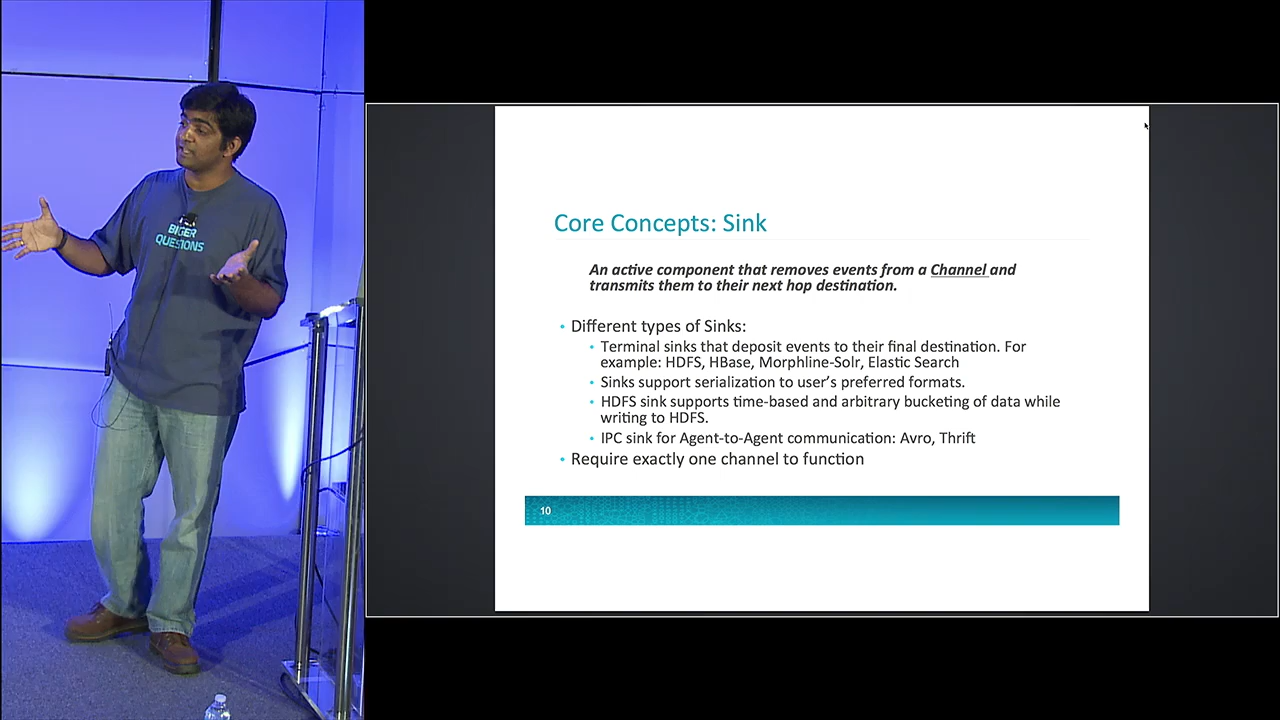 BIGER
QUESTIONS
Core Concepts: Sink
An active component that removes events from a Channel and
transmits them to their next hop destination.
• Different types of Sinks:
• Terminal sinks that deposit events to their final destination. For
example: HDFS, HBase, Morphline-Solr, Elastic Search
• Sinks support serialization to user's preferred formats.
• HDFS sink supports time-based and arbitrary bucketing of data while
writing to HDFS.
• IPC sink for Agent-to-Agent communication: Avro, Thrift
• Require exactly one channel to function
10